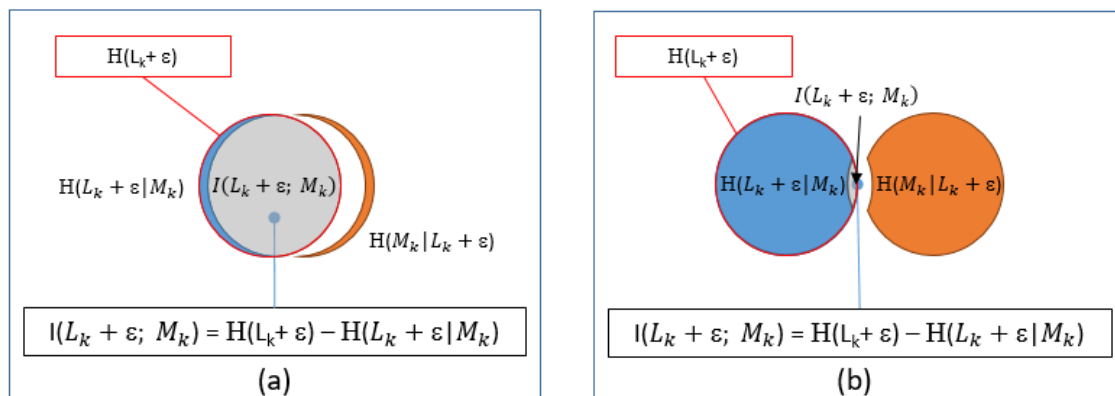 H(Lₖ+ ε)
H(Lₖ + ε|Mₖ)
I(Lₖ + ε; Mₖ)
H(Mₖ|Lₖ + ε)
I(Lₖ + ε; Mₖ) = H(Lₖ+ ε) − H(Lₖ + ε|Mₖ)
(a)
H(Lₖ+ ε)
I(Lₖ + ε; Mₖ)
H(Lₖ + ε|Mₖ)
H(Mₖ|Lₖ + ε)
I(Lₖ + ε; Mₖ) = H(Lₖ+ ε) − H(Lₖ + ε|Mₖ)
(b)